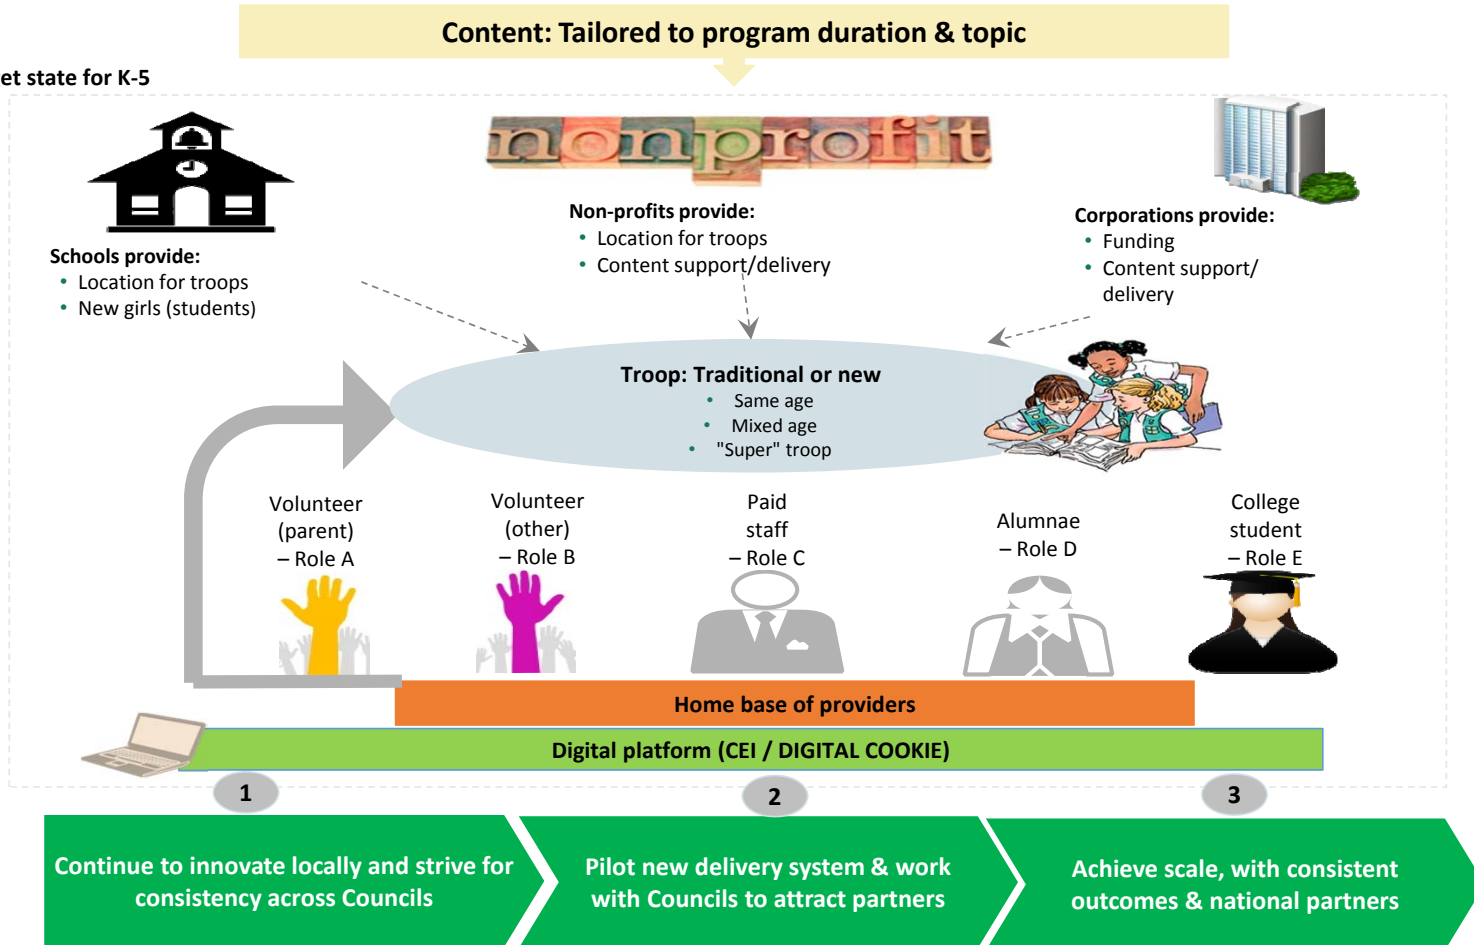 Content: Tailored to program duration & topic
et state for K-5
nonprofit
Schools provide:
• Location for troops
• New girls (students)
Non-profits provide:
• Location for troops
• Content support/delivery
Corporations provide:
• Funding
• Content support/
delivery
Troop: Traditional or new
• Same age
• Mixed age
• "Super" troop
Volunteer
(parent)
– Role A
Volunteer
(other)
– Role B
Paid
staff
– Role C
Alumnae
– Role D
College
student
– Role E
Home base of providers
Digital platform (CEI / DIGITAL COOKIE)
1
2
3
Continue to innovate locally and strive for
consistency across Councils
Pilot new delivery system & work
with Councils to attract partners
Achieve scale, with consistent
outcomes & national partners